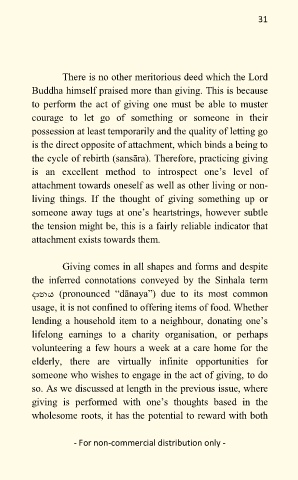 31
There is no other meritorious deed which the Lord
Buddha himself praised more than giving. This is because
to perform the act of giving one must be able to muster
courage to let go of something or someone in their
possession at least temporarily and the quality of letting go
is the direct opposite of attachment, which binds a being to
the cycle of rebirth (sansāra). Therefore, practicing giving
is an excellent method to introspect one’s level of
attachment towards oneself as well as other living or non-
living things. If the thought of giving something up or
someone away tugs at one’s heartstrings, however subtle
the tension might be, this is a fairly reliable indicator that
attachment exists towards them.
Giving comes in all shapes and forms and despite
the inferred connotations conveyed by the Sinhala term
දානය (pronounced “dānaya”) due to its most common
usage, it is not confined to offering items of food. Whether
lending a household item to a neighbour, donating one’s
lifelong earnings to a charity organisation, or perhaps
volunteering a few hours a week at a care home for the
elderly, there are virtually infinite opportunities for
someone who wishes to engage in the act of giving, to do
so. As we discussed at length in the previous issue, where
giving is performed with one’s thoughts based in the
wholesome roots, it has the potential to reward with both
- For non-commercial distribution only -